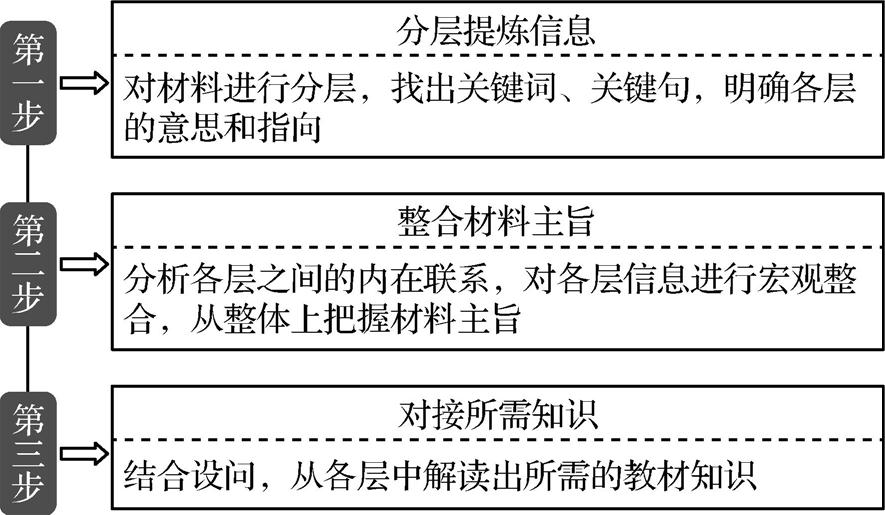 第一步
分层提炼信息
对材料进行分层，找出关键词、关键句，明确各层
的意思和指向
第二步
整合材料主旨
分析各层之间的内在联系，对各层信息进行宏观整
合，从整体上把握材料主旨
第三步
对接所需知识
结合设问，从各层中解读出所需的教材知识